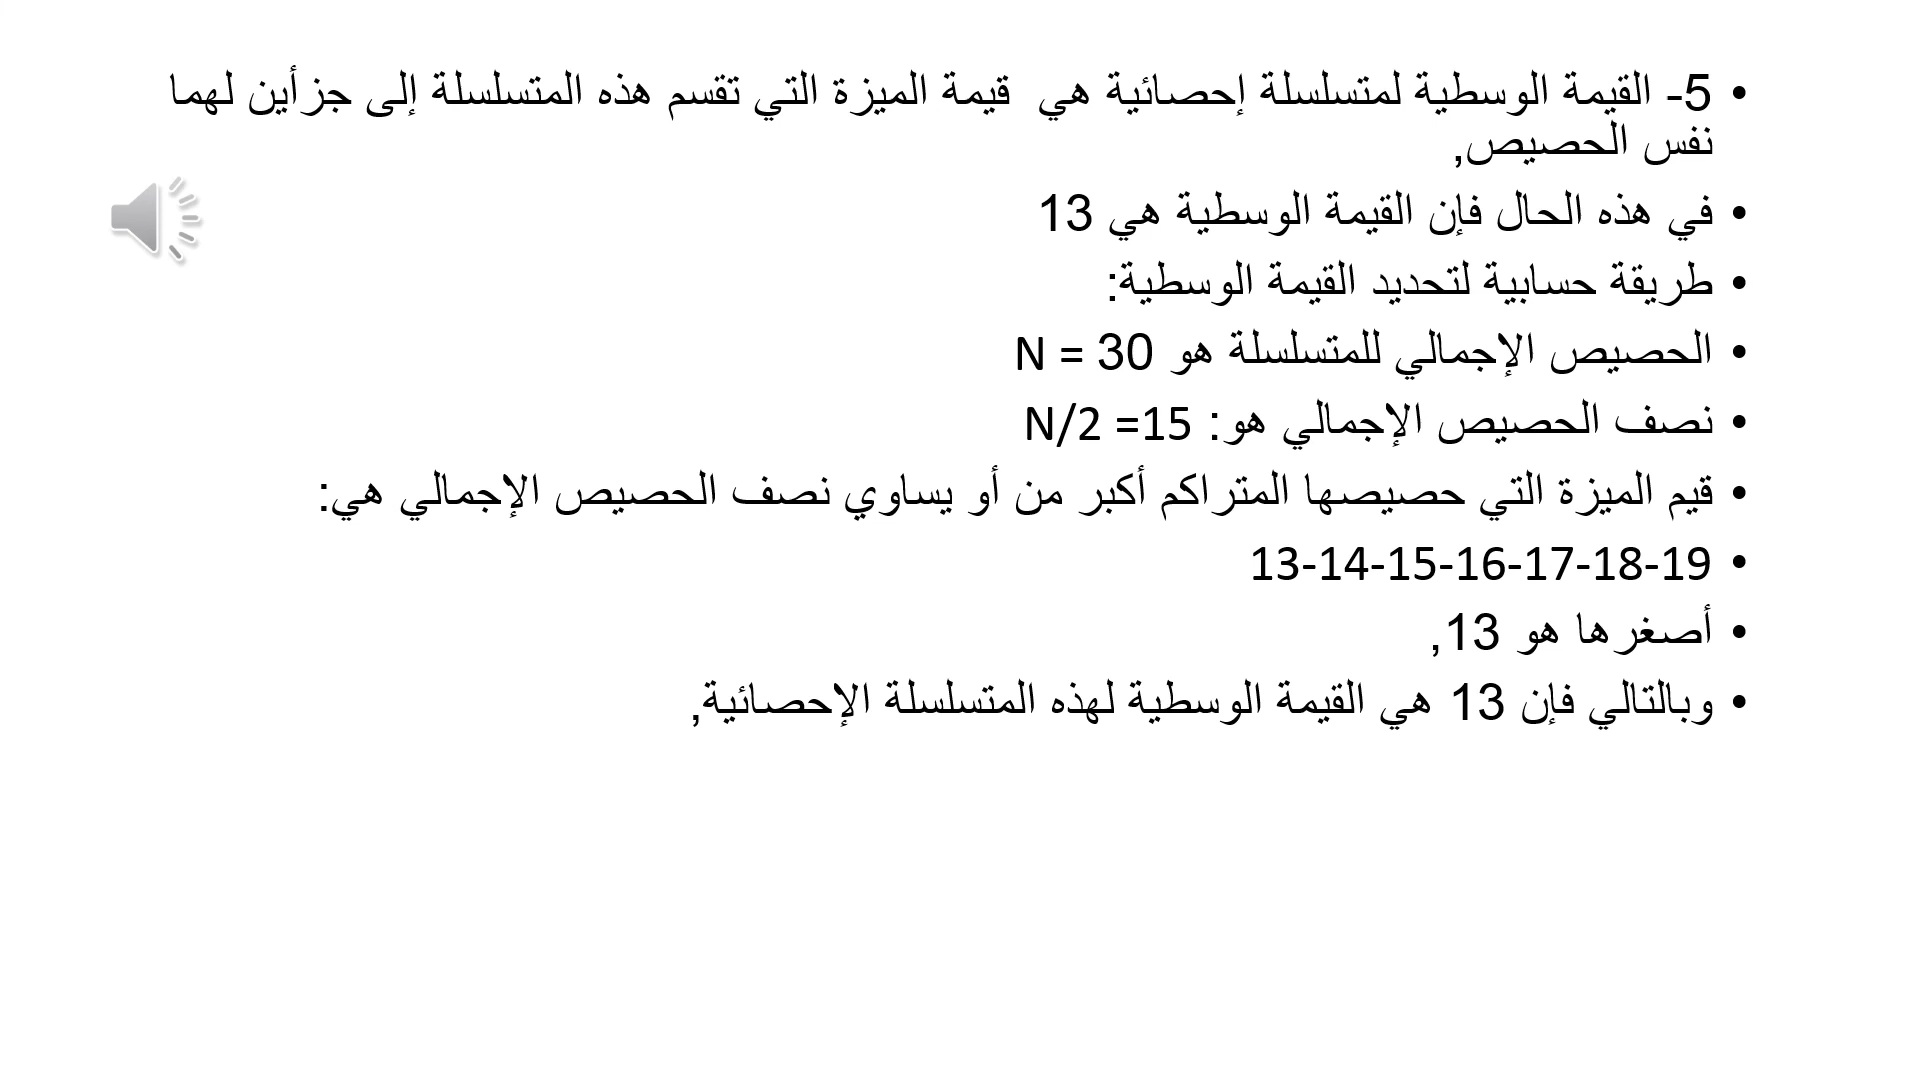 • 5- القيمة الوسطية لمتسلسلة إحصائية هي قيمة الميزة التي تقسم هذه المتسلسلة إلى جزأين لهما
نفس الحصيص,
• في هذه الحال فإن القيمة الوسطية هي 13
• طريقة حسابية لتحديد القيمة الوسطية:
• الحصيص الإجمالي للمتسلسلة هو N = 30
• نصف الحصيص الإجمالي هو: N/2 =15
• قيم الميزة التي حصيصها المتراكم أكبر من أو يساوي نصف الحصيص الإجمالي هي:
• 13-14-15-16-17-18-19
• أصغرها هو 13,
• وبالتالي فإن 13 هي القيمة الوسطية لهذه المتسلسلة الإحصائية,